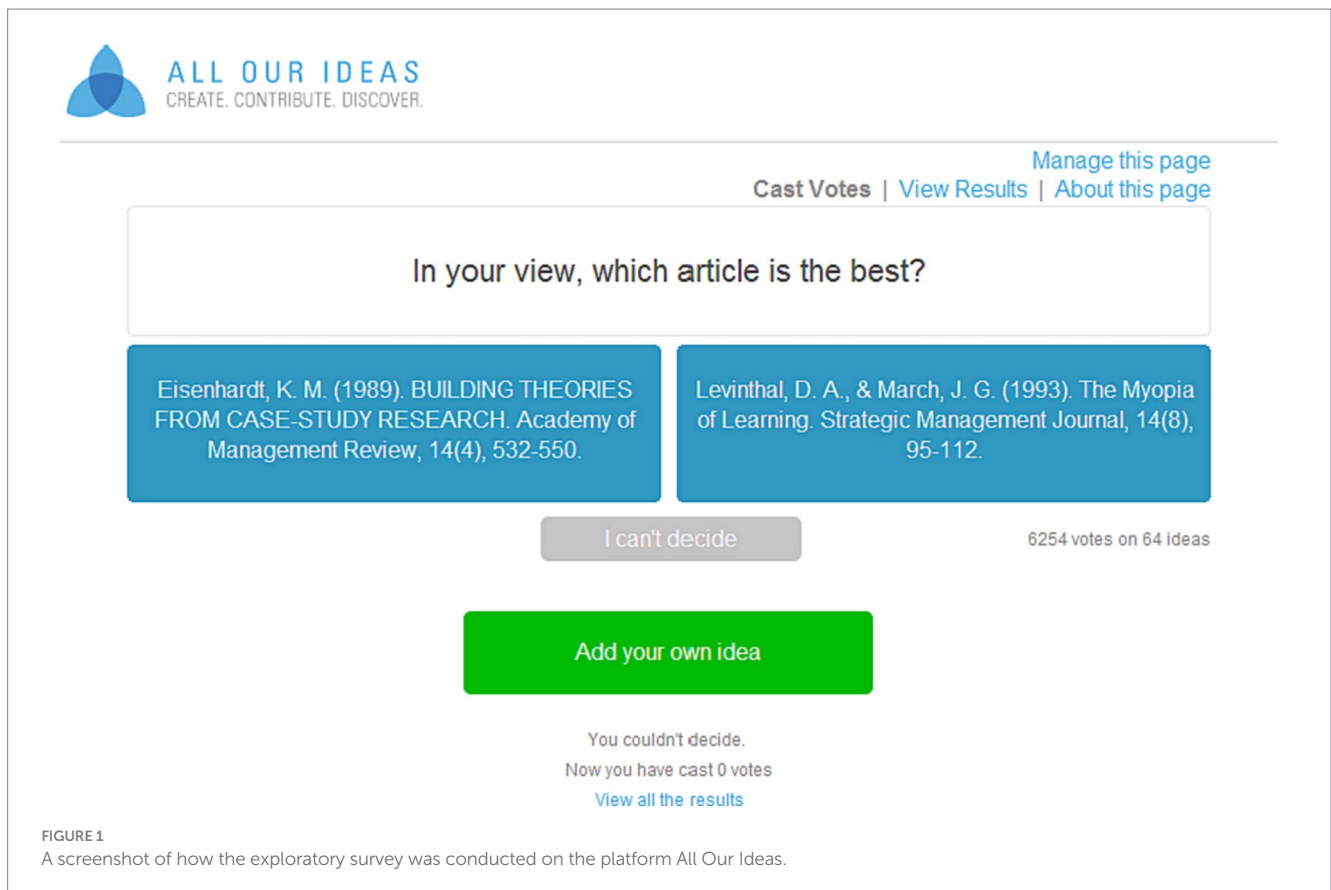 ALL OUR IDEAS
CREATE. CONTRIBUTE. DISCOVER.
Manage this page
Cast Votes | View Results | About this page
In your view, which article is the best?
Eisenhardt, K. M. (1989). BUILDING THEORIES
FROM CASE-STUDY RESEARCH. Academy of
Management Review, 14(4), 532-550.
Levinthal, D. A., & March, J. G. (1993). The Myopia
of Learning. Strategic Management Journal, 14(8),
95-112.
I can't decide
6254 votes on 64 ideas
Add your own idea
You couldn't decide.
Now you have cast 0 votes
View all the results
FIGURE 1
A screenshot of how the exploratory survey was conducted on the platform All Our Ideas.